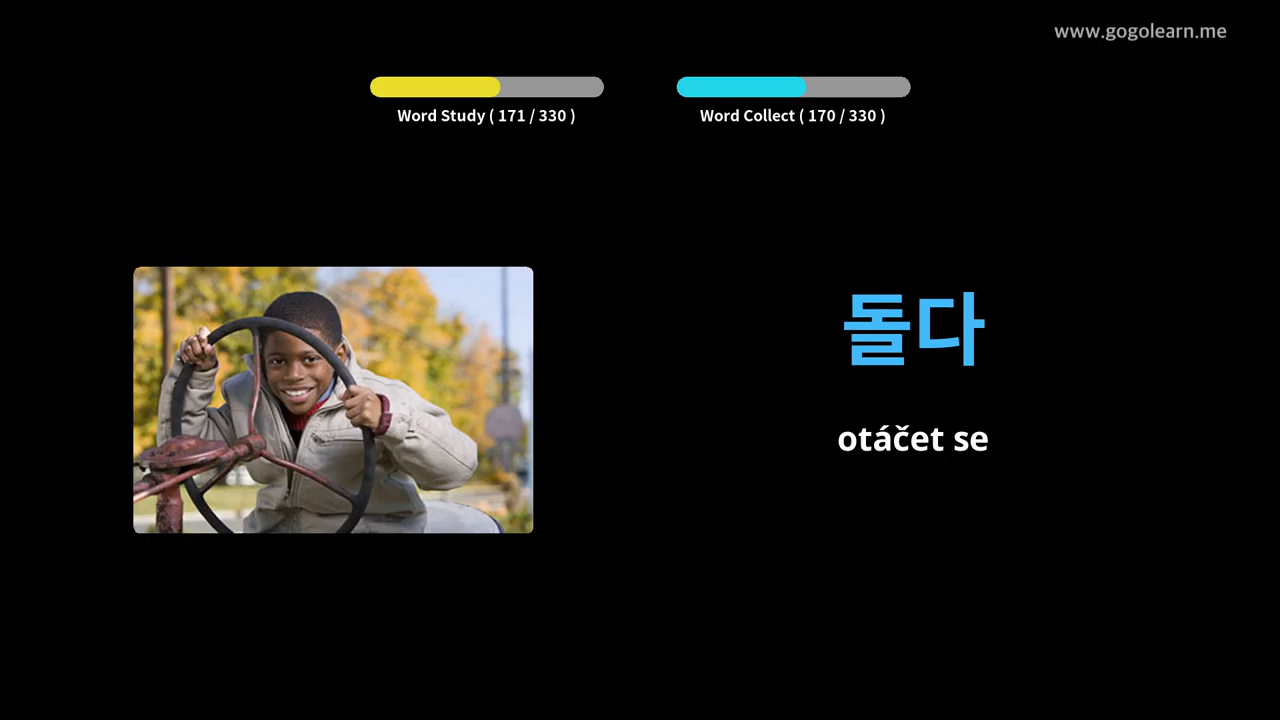 www.gogolearn.me
Word Study ( 171 / 330 )
Word Collect ( 170 / 330 )
돌다
otáčet se